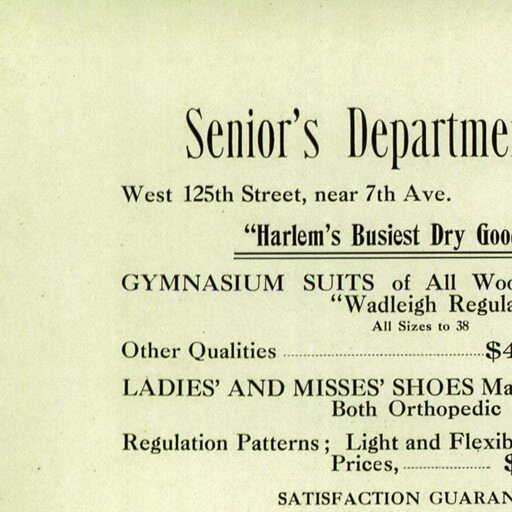 Senior's Departme
West 125th Street, near 7th Ave.
"Harlem's Busiest Dry Goo
GYMNASIUM SUITS of All Woo
"Wadleigh Regula
All Sizes to 38
Other Qualities ........ $4
LADIES' AND MISSES' SHOES Ma
Both Orthopedic
Regulation Patterns; Light and Flexib
Prices, ........ $
SATISFACTION GUARAN